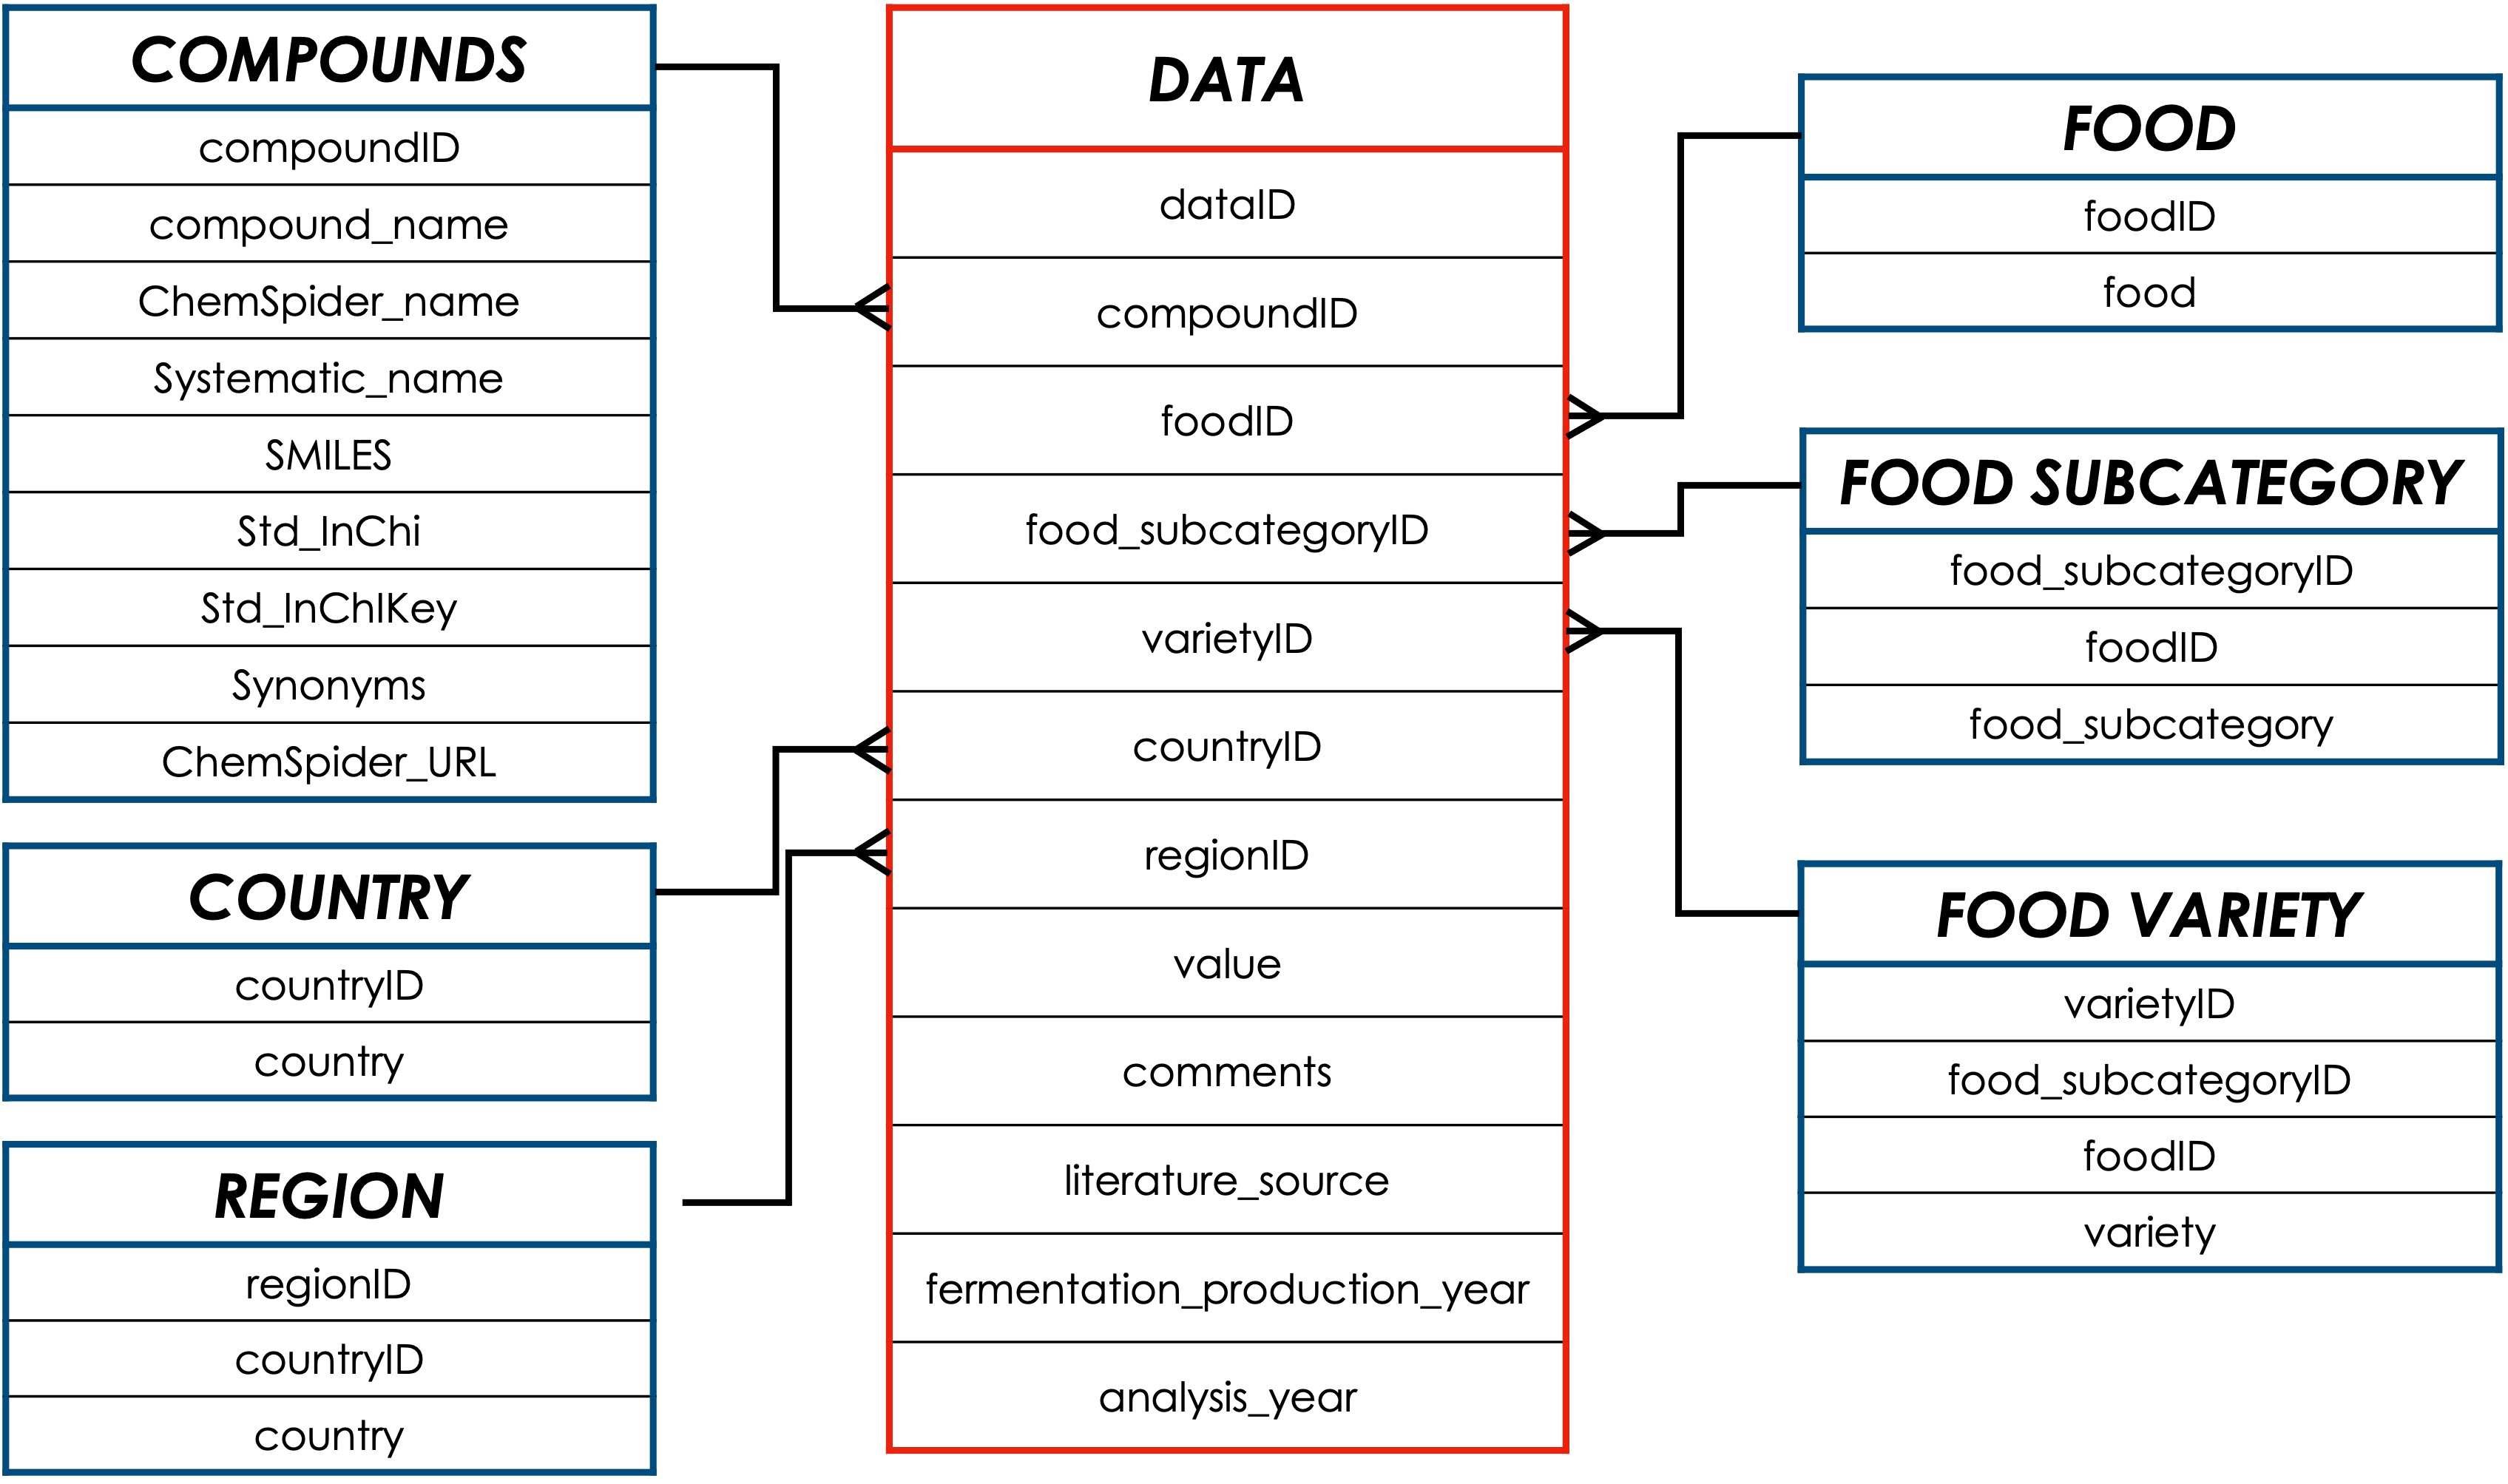 COMPOUNDS
compoundID
compound_name
ChemSpider_name
Systematic_name
SMILES
Std_InChi
Std_InChIKey
Synonyms
ChemSpider_URL
COUNTRY
countryID
country
REGION
regionID
countryID
country
DATA
dataID
compoundID
foodID
food_subcategoryID
varietyID
countryID
regionID
value
comments
literature_source
fermentation_production_year
analysis_year
FOOD
foodID
food
FOOD SUBCATEGORY
food_subcategoryID
foodID
food_subcategory
FOOD VARIETY
varietyID
food_subcategoryID
foodID
variety